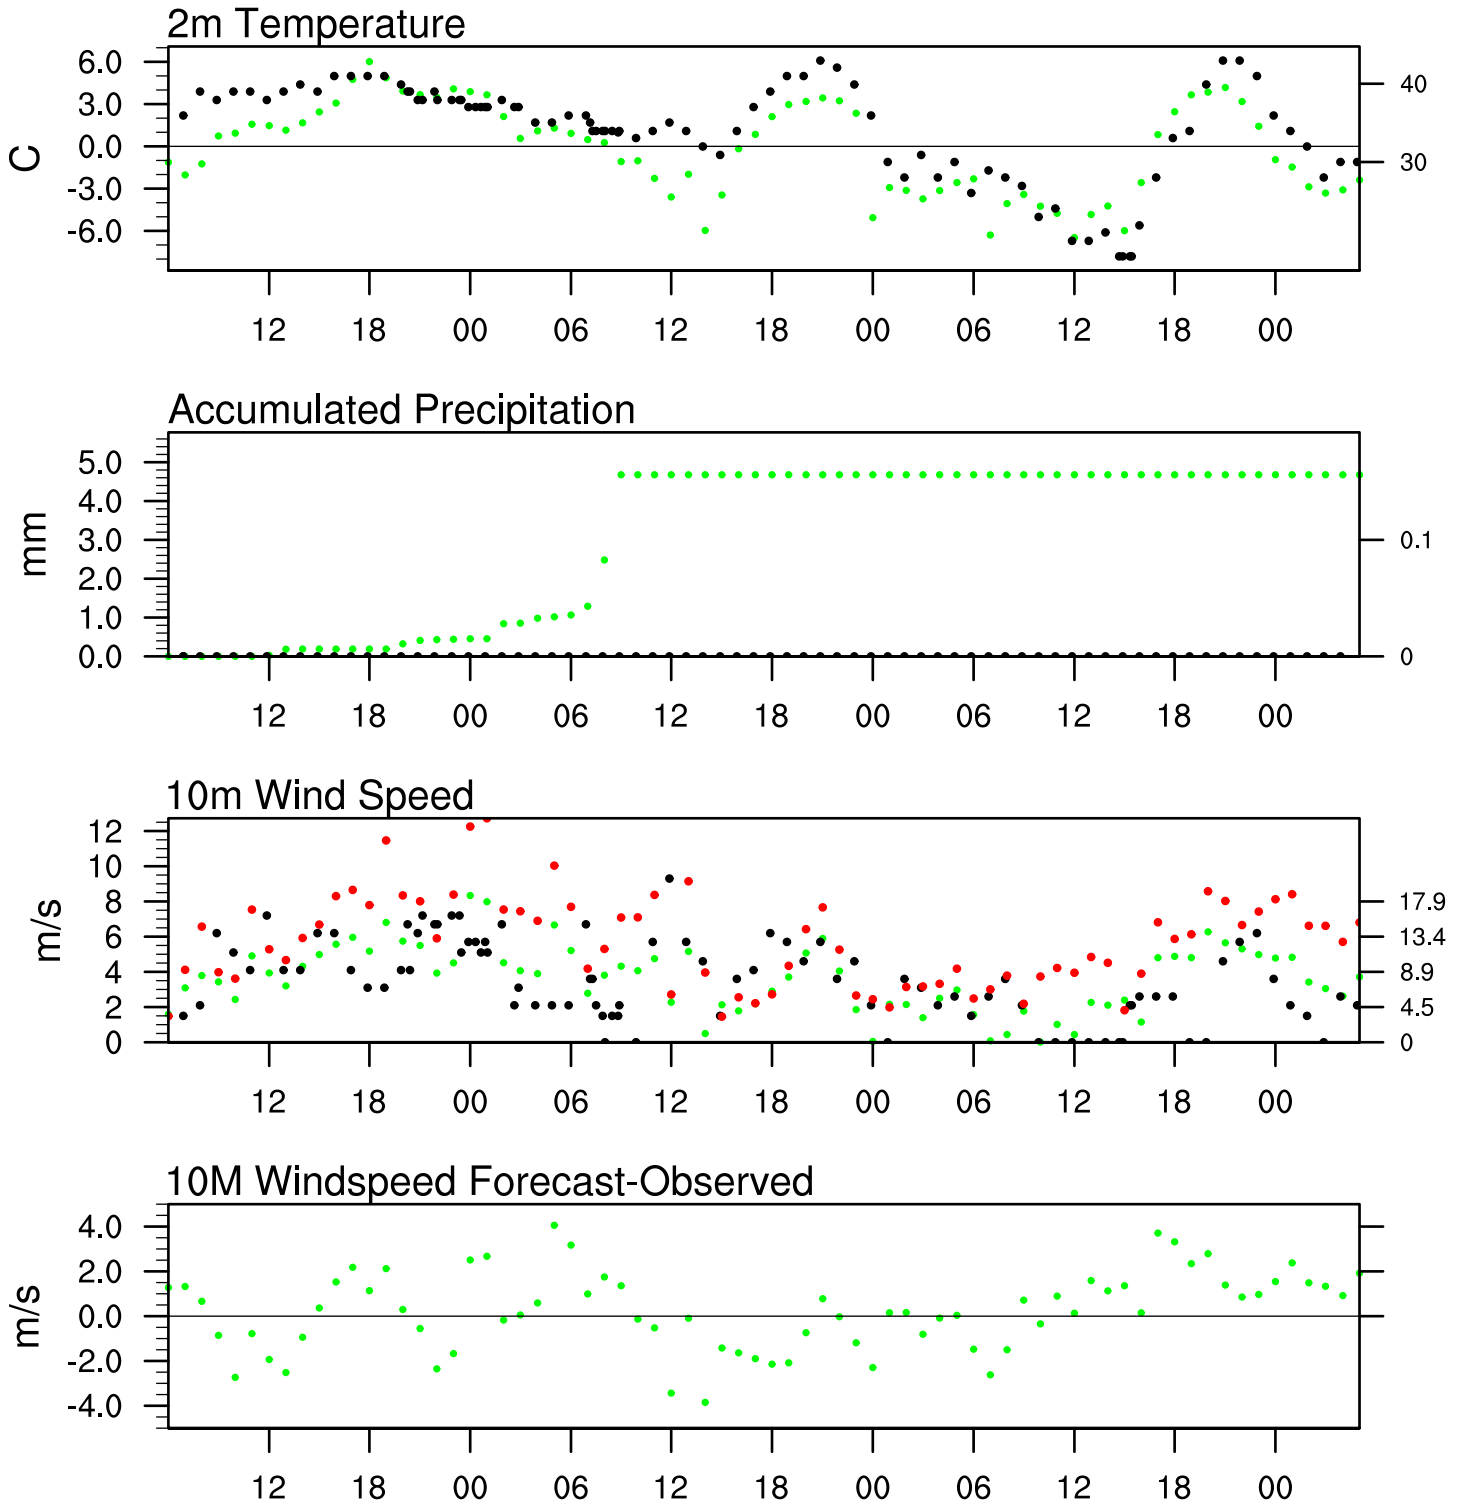 2m Temperature
6.0
3.0
0.0
-3.0
-6.0
C
40
30
12 18 00 06 12 18 00 06 12 18 00
Accumulated Precipitation
5.0
4.0
3.0
2.0
1.0
0.0
mm
0.1
0
12 18 00 06 12 18 00 06 12 18 00
10m Wind Speed
12
10
8
6
4
2
0
m/s
17.9
13.4
8.9
4.5
0
12 18 00 06 12 18 00 06 12 18 00
10M Windspeed Forecast-Observed
4.0
2.0
0.0
-2.0
-4.0
m/s
12 18 00 06 12 18 00 06 12 18 00